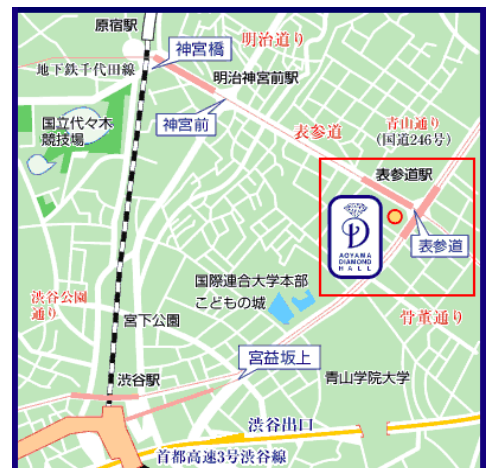 原宿駅
神宮橋
明治道り
地下鉄千代田線
明治神宮前駅
神宮前
国立代々木
競技場
表参道
青山通り
(国道246号)
表参道駅
D
AOYAMA
DIAMOND
HALL
表参道
国際連合大学本部
こどもの城
渋谷公園
通り
宮下公園
骨董通り
宮益坂上
渋谷駅
青山学院大学
渋谷出口
首都高速3号渋谷線